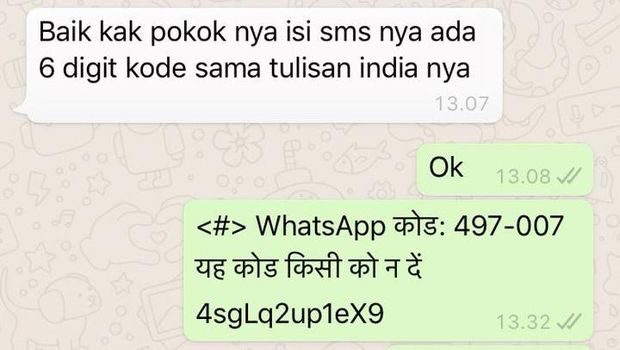 Baik kak pokok nya isi sms nya ada
6 digit kode sama tulisan india nya
13.07
Ok
13.08
<#> WhatsApp कोड: 497-007
यह कोड किसी को न दें
4sgLq2up1eX9
13.32